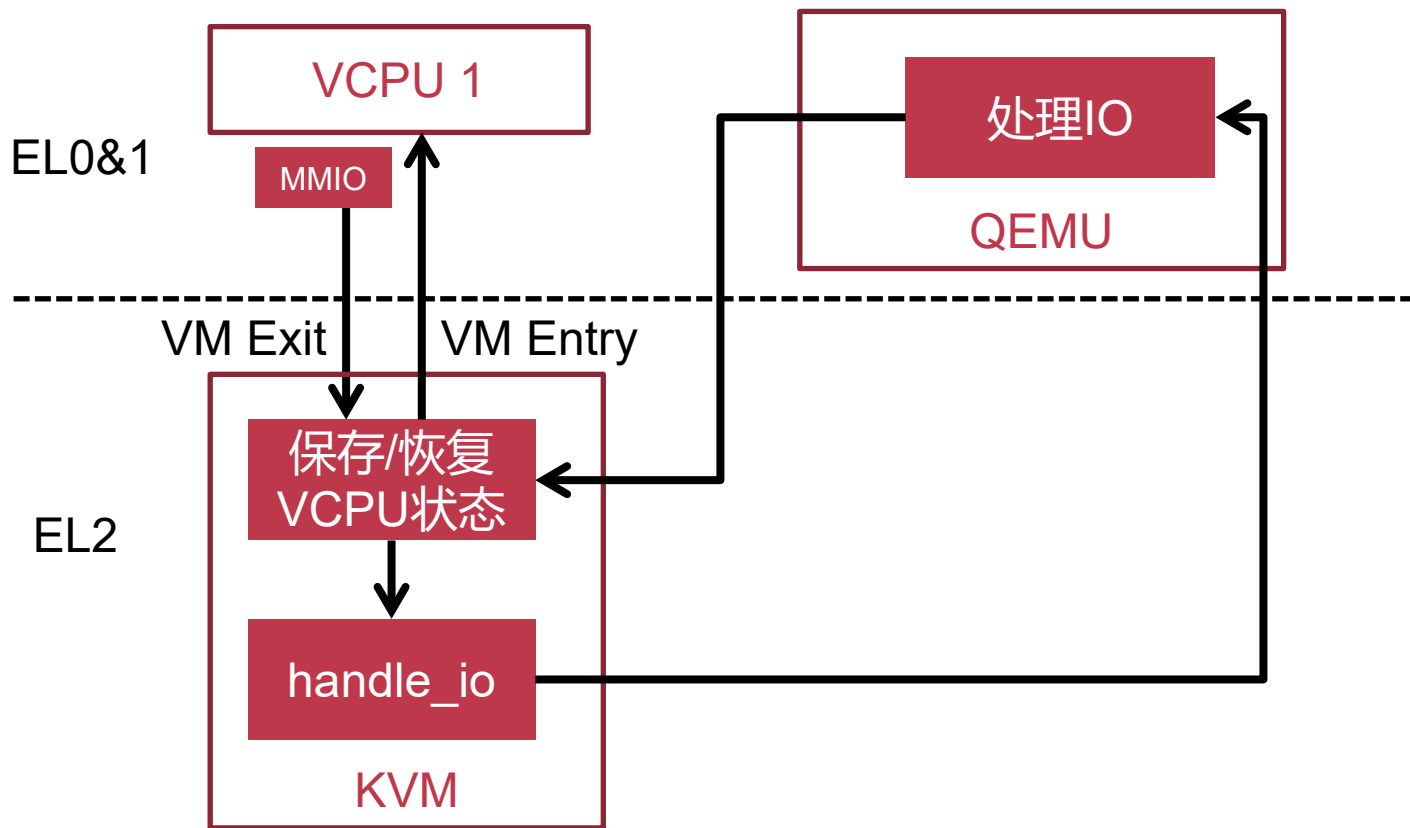 VCPU 1
处理IO
EL0&1
MMIO
QEMU
VM Exit
VM Entry
保存/恢复
VCPU状态
EL2
handle_io
KVM